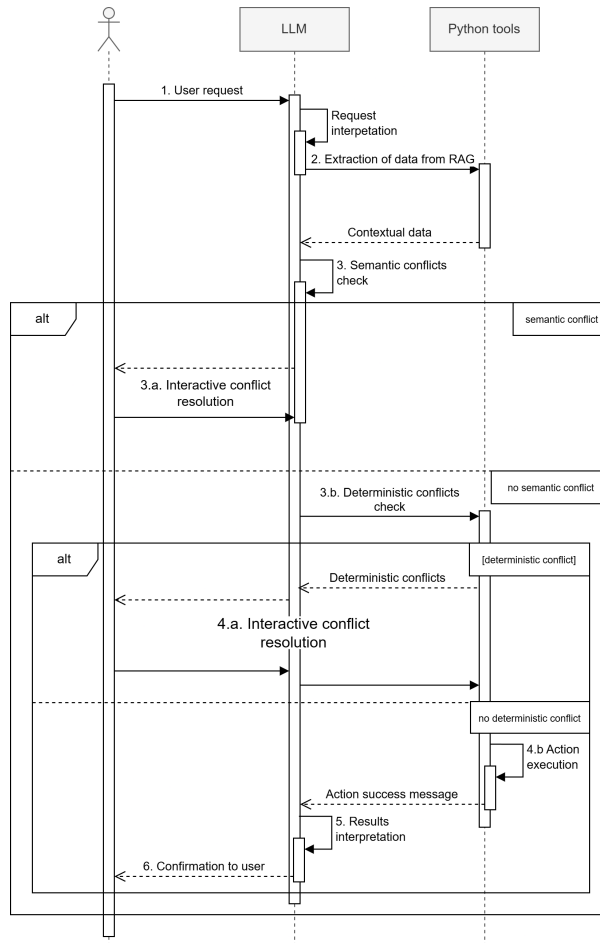 LLM
Python tools
1. User request
Request
interpetation
2. Extraction of data from RAG
Contextual data
3. Semantic conflicts
check
alt
semantic conflict
3.a. Interactive conflict
resolution
no semantic conflict
3.b. Deterministic conflicts
check
alt
[deterministic conflict]
Deterministic conflicts
4.a. Interactive conflict
resolution
no deterministic conflict
4.b Action
execution
Action success message
5. Results
interpretation
6. Confirmation to user